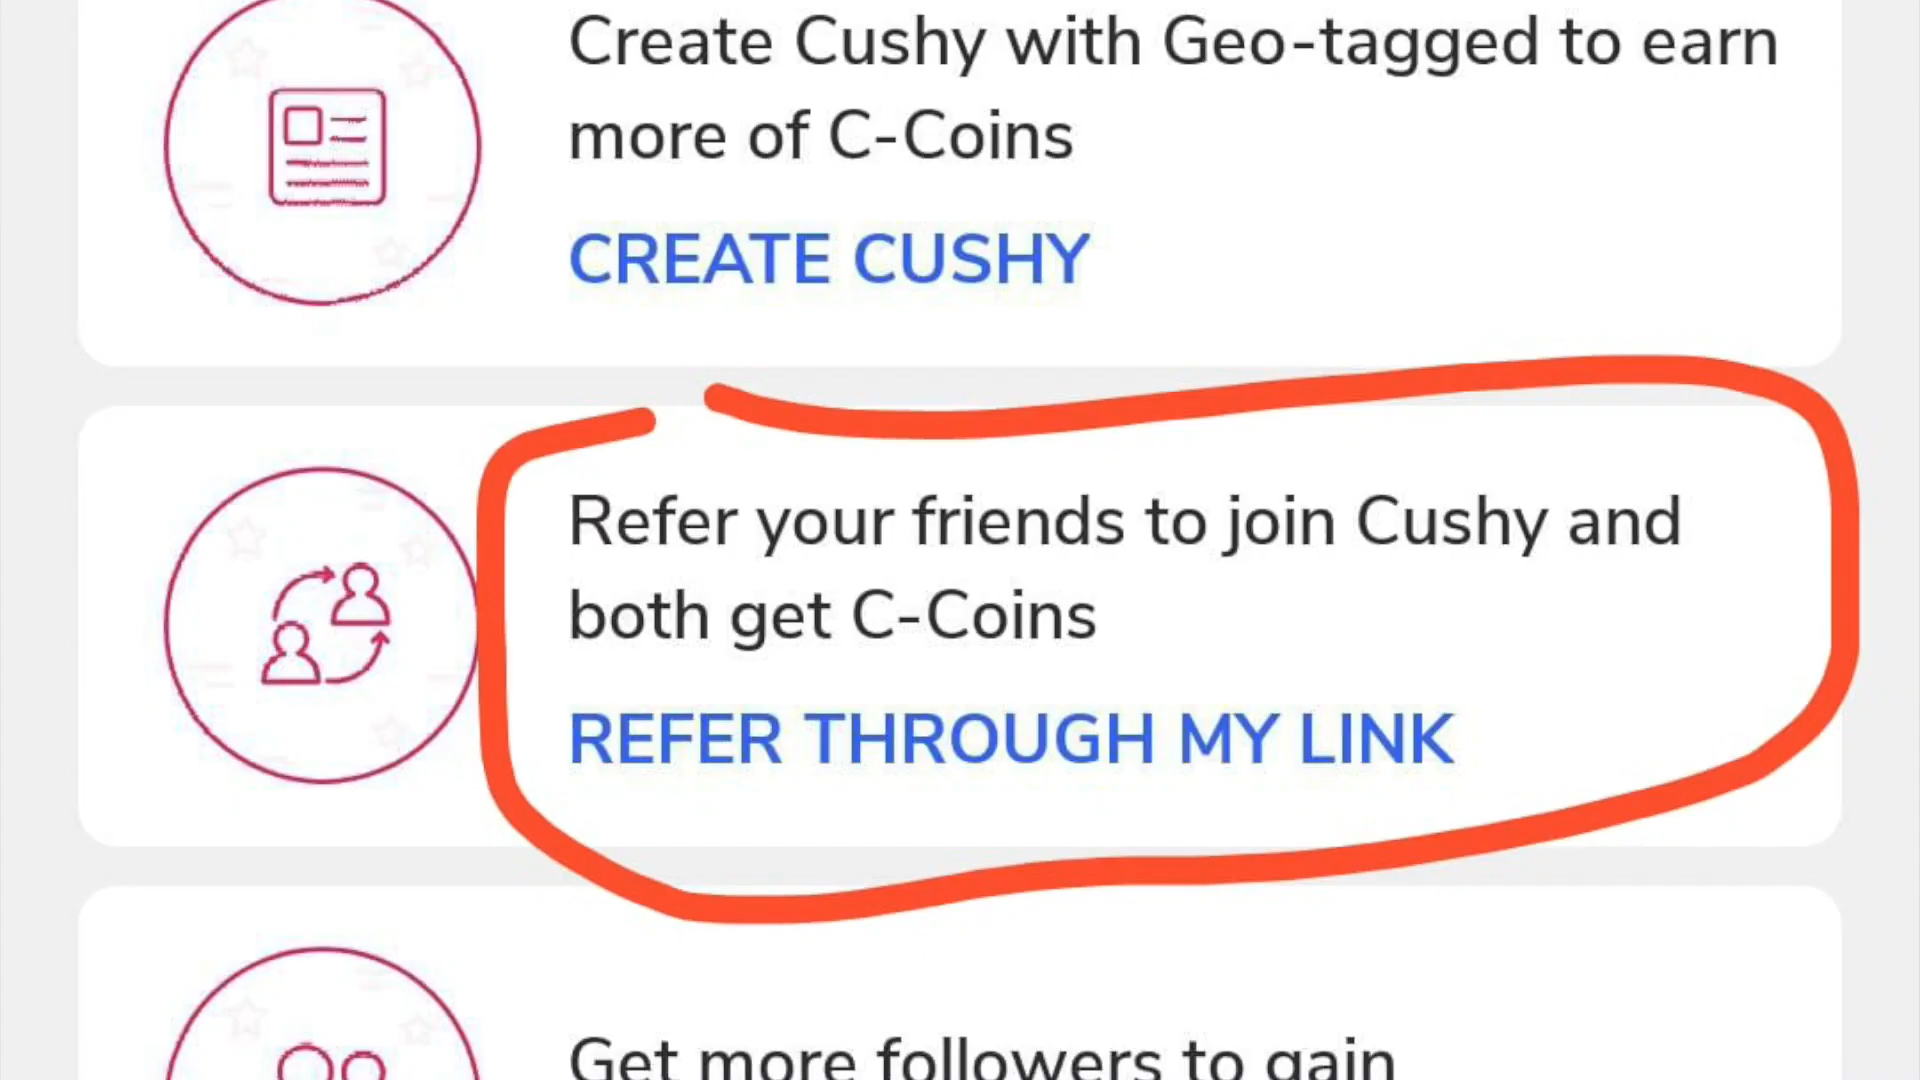 Create Cushy with Geo-tagged to earn
more of C-Coins
CREATE CUSHY
Refer your friends to join Cushy and
both get C-Coins
REFER THROUGH MY LINK
Get more followers to gain